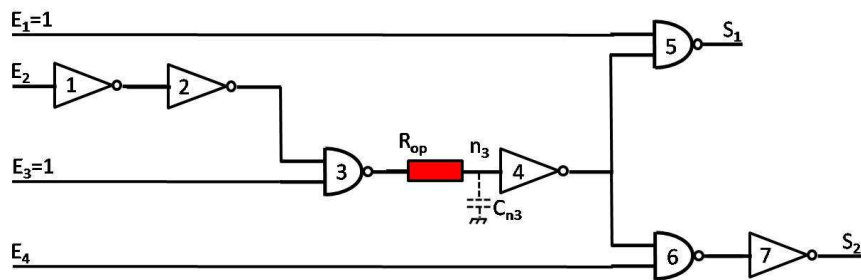 E₁=1
5
S₁
E₂
1
2
Rₒₚ
n₃
E₃=1
3
4
Cₙ₃
E₄
6
7
S₂